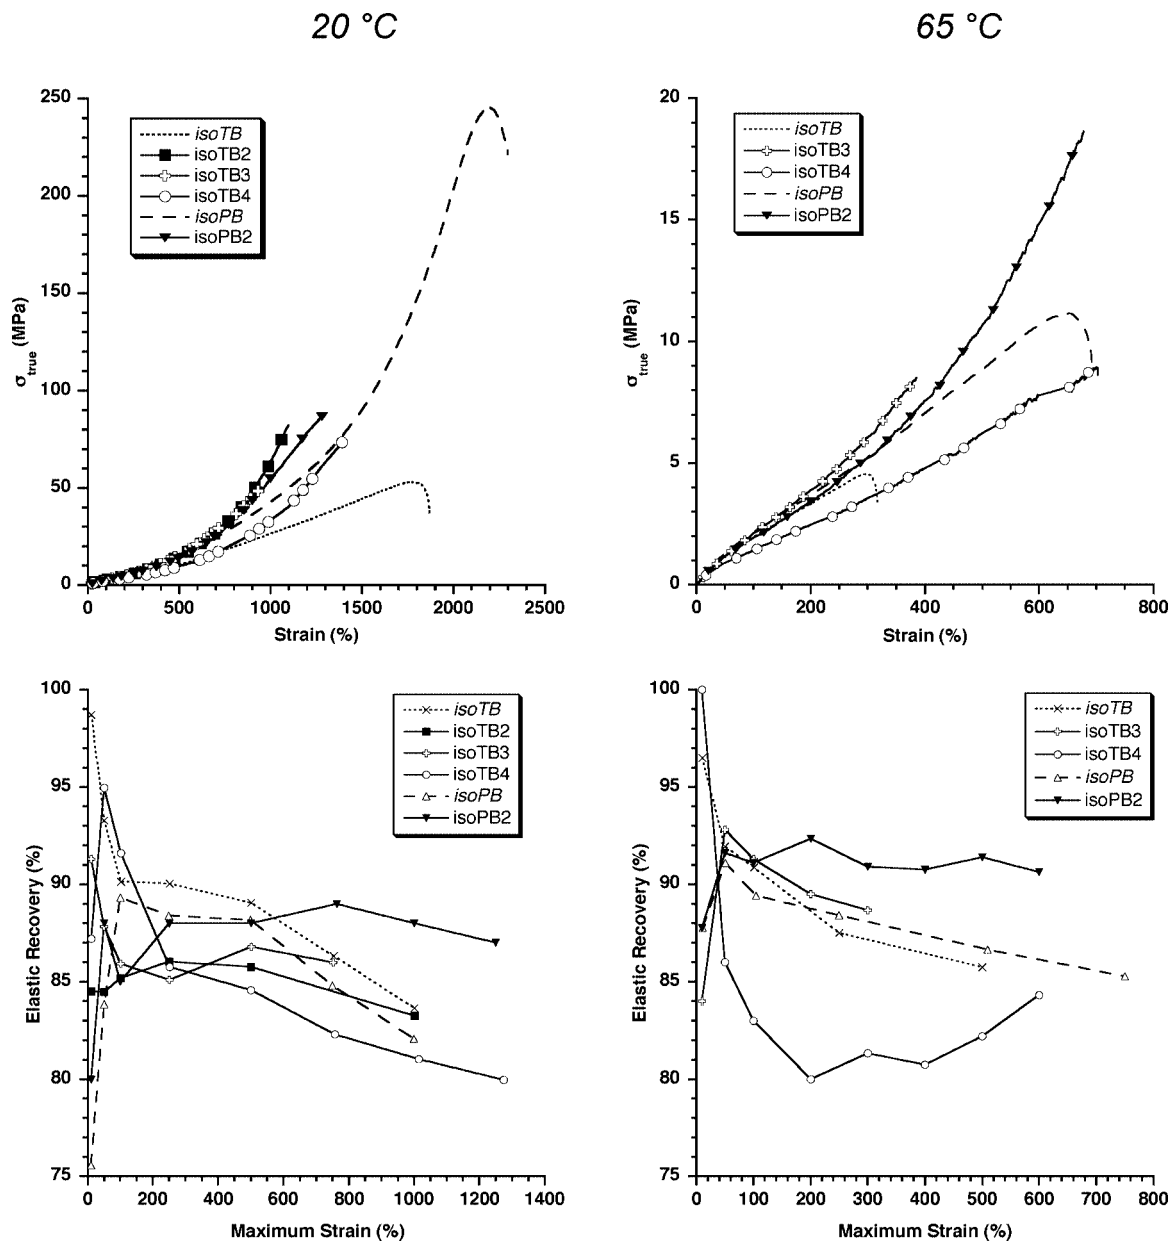 20 °C
65 °C
250
200
150
100
50
0
σtrue (MPa)
isoTB
isoTB2
isoTB3
isoTB4
isoPB
isoPB2
0
500
1000
1500
2000
2500
Strain (%)
20
15
10
5
0
σtrue (MPa)
isoTB
isoTB3
isoTB4
isoPB
isoPB2
0
200
400
600
800
Strain (%)
100
95
90
85
80
75
Elastic Recovery (%)
isoTB
isoTB2
isoTB3
isoTB4
isoPB
isoPB2
0
200
400
600
800
1000
1200
1400
Maximum Strain (%)
100
95
90
85
80
75
Elastic Recovery (%)
isoTB
isoTB3
isoTB4
isoPB
isoPB2
0
100
200
300
400
500
600
700
800
Maximum Strain (%)